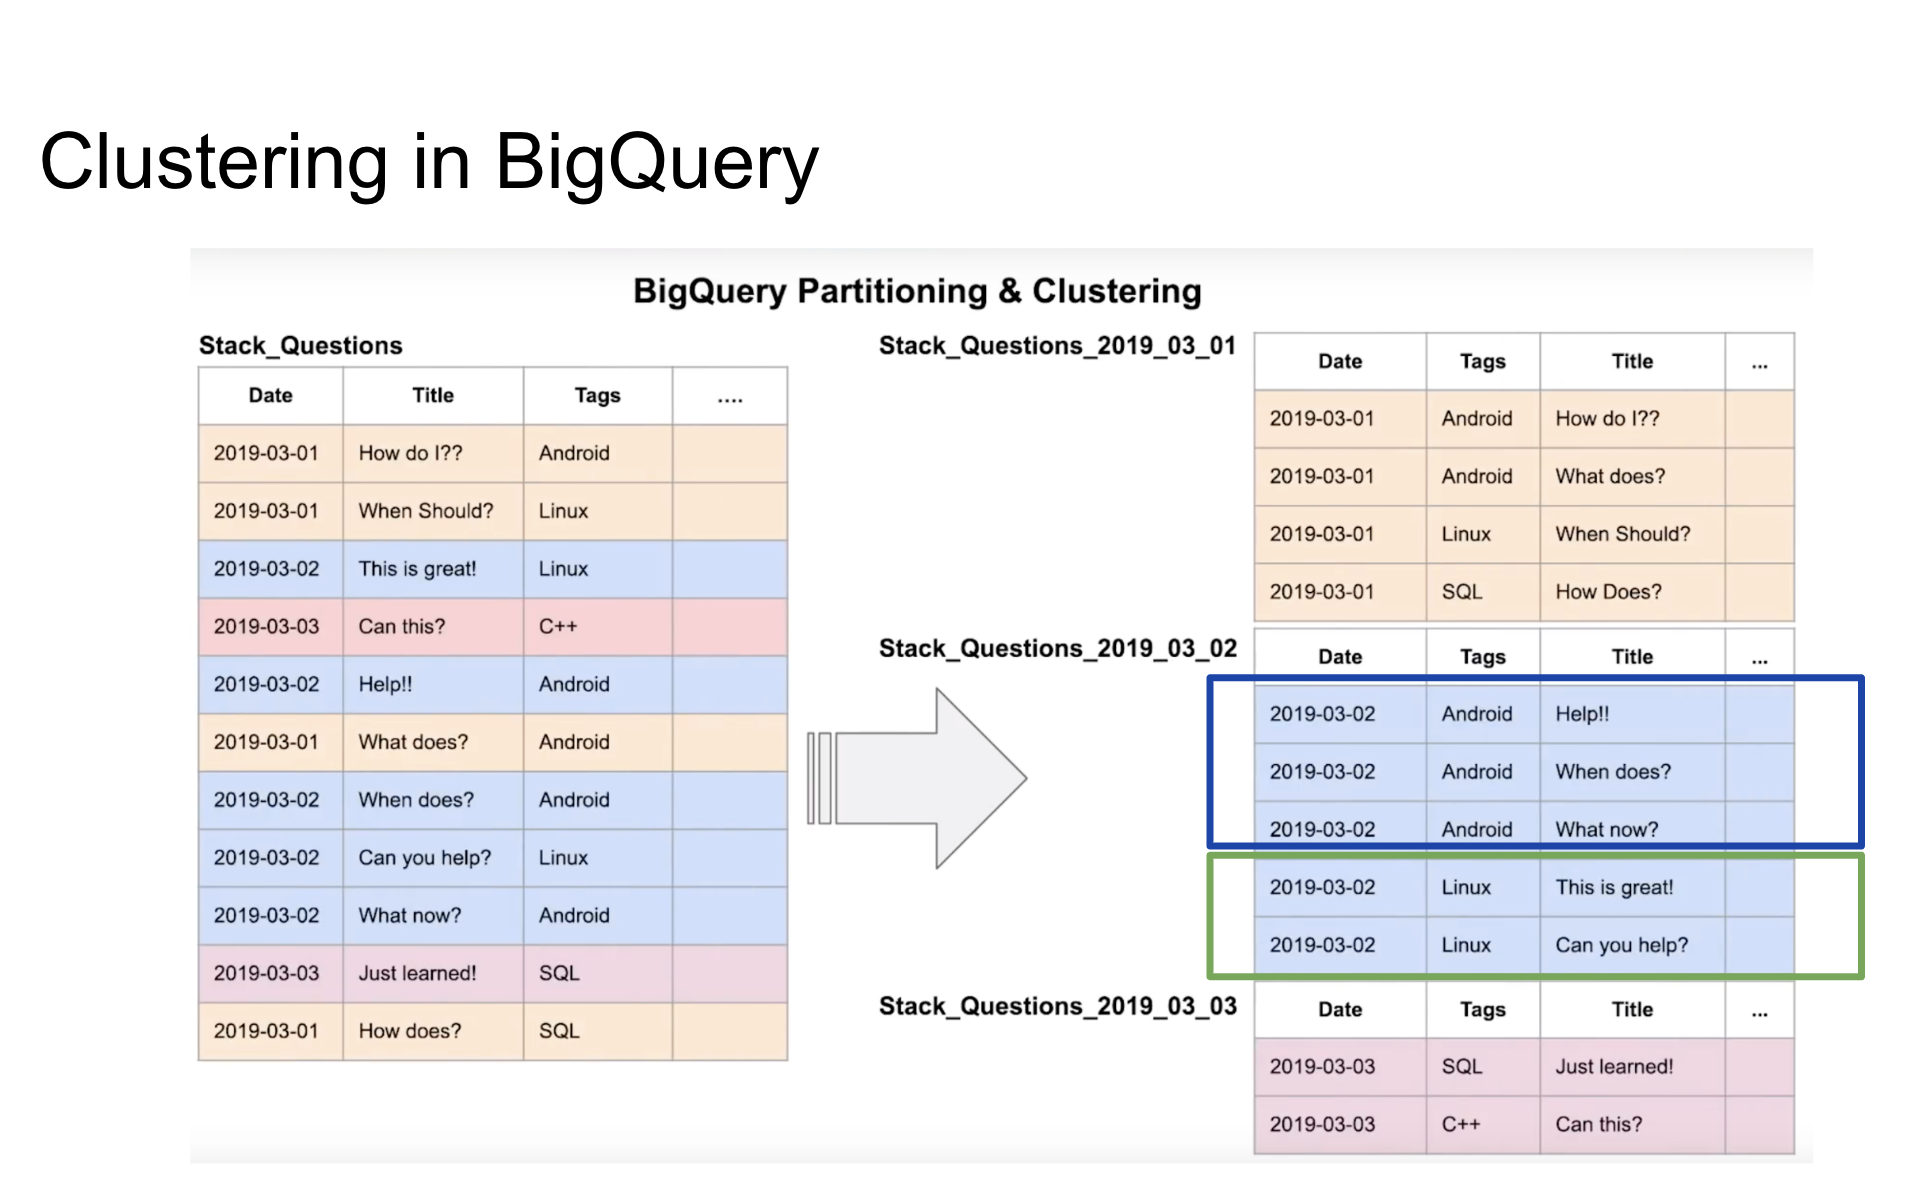 Clustering in BigQuery
BigQuery Partitioning & Clustering
Stack_Questions
Date Title Tags ....
2019-03-01 How do I?? Android
2019-03-01 When Should? Linux
2019-03-02 This is great! Linux
2019-03-03 Can this? C++
2019-03-02 Help!! Android
2019-03-01 What does? Android
2019-03-02 When does? Android
2019-03-02 Can you help? Linux
2019-03-02 What now? Android
2019-03-03 Just learned! SQL
2019-03-01 How does? SQL
Stack_Questions_2019_03_01
Date Tags Title ...
2019-03-01 Android How do I??
2019-03-01 Android What does?
2019-03-01 Linux When Should?
2019-03-01 SQL How Does?
Stack_Questions_2019_03_02
Date Tags Title ...
2019-03-02 Android Help!!
2019-03-02 Android When does?
2019-03-02 Android What now?
2019-03-02 Linux This is great!
2019-03-02 Linux Can you help?
Stack_Questions_2019_03_03
Date Tags Title ...
2019-03-03 SQL Just learned!
2019-03-03 C++ Can this?